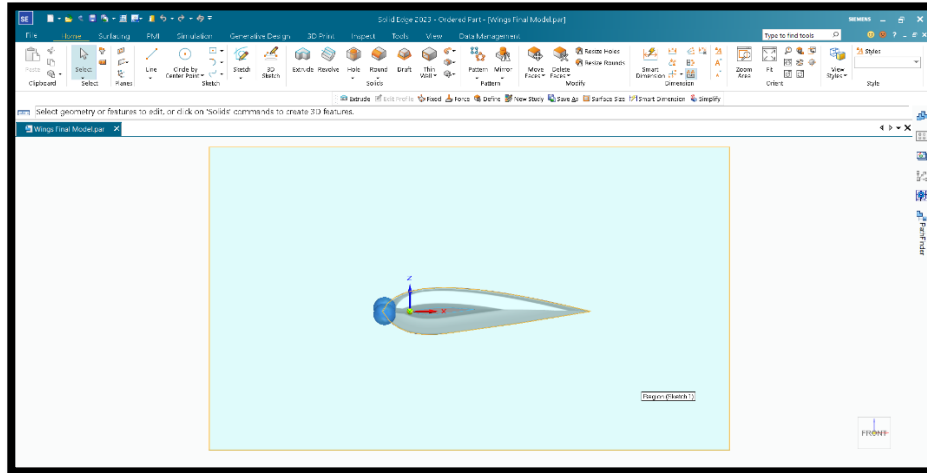 SE Solid Edge 2023 - Ordered Part - [Wings Final Model.par] SIEMENS
File Home Surfacing PMI Simulation Generative Design 3D Print Inspect Tools View Data Management Type to find tools
Paste Select Line Circle by Center Point Sketch 3D Sketch Extrude Revolve Hole Round Draft Thin Wall Pattern Mirror Move Faces Delete Faces Resize Holes Resize Rounds Smart Dimension Zoom Area Fit View Styles Styles
Clipboard Select Planes Sketch Solids Pattern Modify Dimension Orient Style
Extrude Edit Profile Fixed Force Define New Study Save As Surface Size Smart Dimension Simplify
Select geometry or features to edit, or click on 'Solids' commands to create 3D features.
Wings Final Model.par
PathFinder
Z
X
Region (Sketch 1)
FRONT